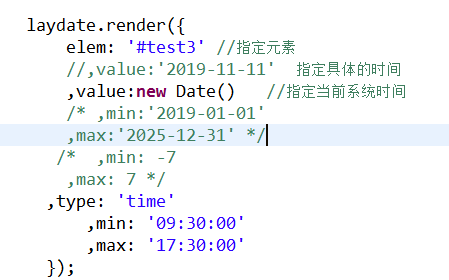 laydate.render({
elem: '#test3' //指定元素
//,value:'2019-11-11'  指定具体的时间
,value:new Date()   //指定当前系统时间
/* ,min:'2019-01-01'
,max:'2025-12-31' */
/*  ,min: -7
,max: 7 */
,type: 'time'
,min: '09:30:00'
,max: '17:30:00'
});